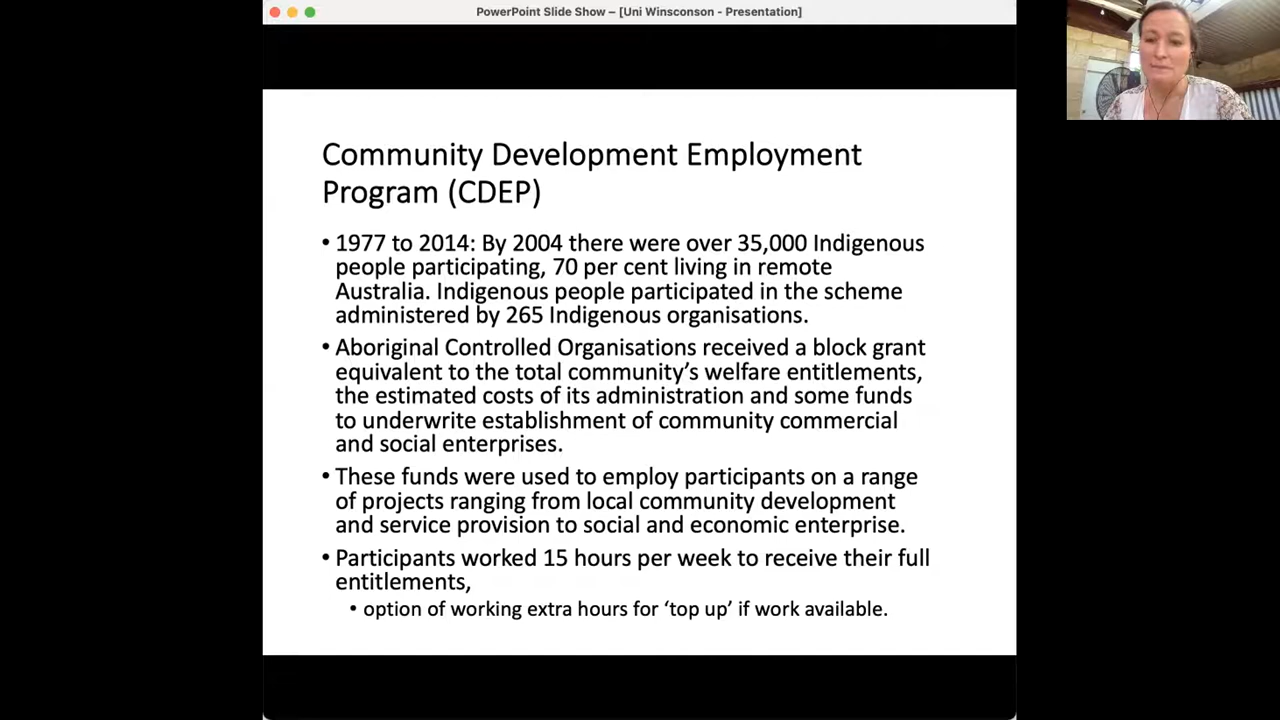 PowerPoint Slide Show – [Uni Winsconson - Presentation]
Community Development Employment
Program (CDEP)
• 1977 to 2014: By 2004 there were over 35,000 Indigenous
people participating, 70 per cent living in remote
Australia. Indigenous people participated in the scheme
administered by 265 Indigenous organisations.
• Aboriginal Controlled Organisations received a block grant
equivalent to the total community’s welfare entitlements,
the estimated costs of its administration and some funds
to underwrite establishment of community commercial
and social enterprises.
• These funds were used to employ participants on a range
of projects ranging from local community development
and service provision to social and economic enterprise.
• Participants worked 15 hours per week to receive their full
entitlements,
• option of working extra hours for ‘top up’ if work available.